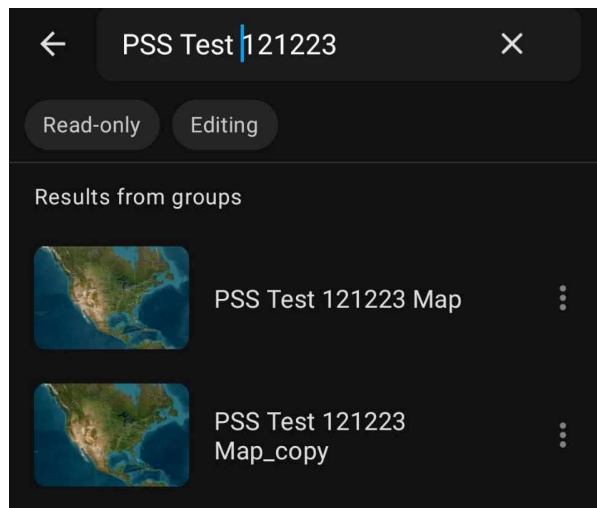 PSS Test 121223
Read-only
Editing
Results from groups
PSS Test 121223 Map
PSS Test 121223
Map_copy